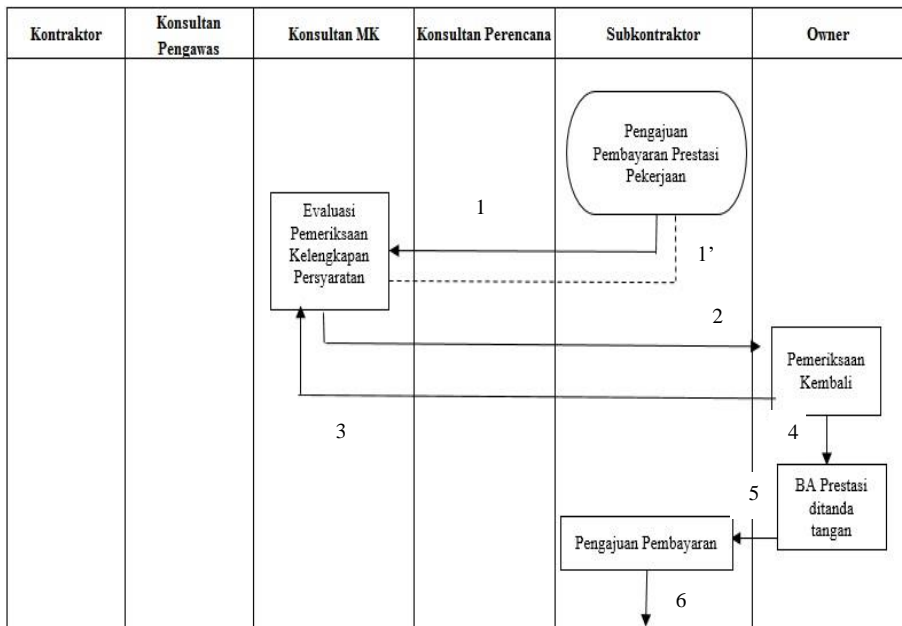 Kontraktor
Konsultan
Pengawas
Konsultan MK
Konsultan Perencana
Subkontraktor
Owner
Pengajuan
Pembayaran Prestasi
Pekerjaan
1
Evaluasi
Pemeriksaan
Kelengkapan
Persyaratan
1’
2
Pemeriksaan
Kembali
3
4
BA Prestasi
ditanda
tangan
5
Pengajuan Pembayaran
6